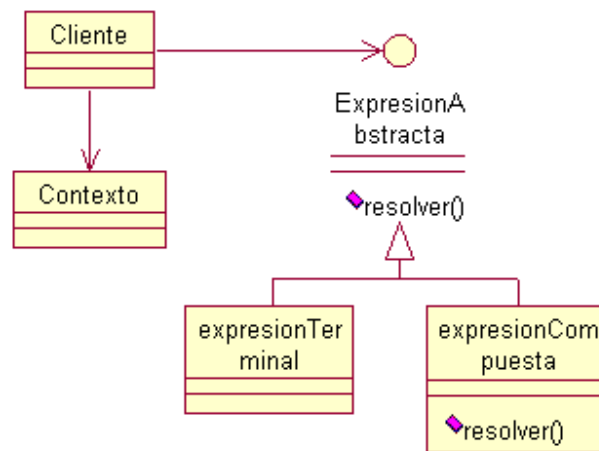 Cliente
ExpresionA
bstracta
Contexto
resolver()
expresionTer
minal
expresionCom
puesta
resolver()